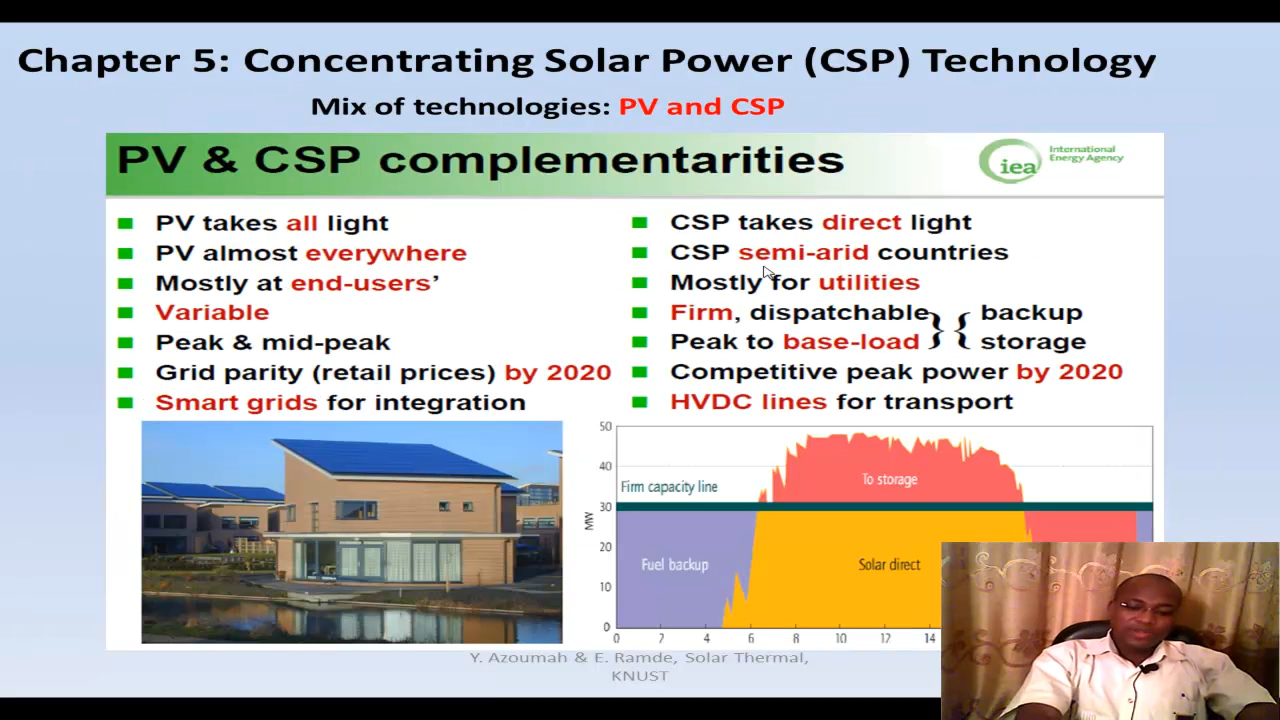 Chapter 5: Concentrating Solar Power (CSP) Technology
Mix of technologies: PV and CSP
PV & CSP complementarities
iea
International
Energy Agency
PV takes all light
PV almost everywhere
Mostly at end-users’
Variable
Peak & mid-peak
Grid parity (retail prices) by 2020
Smart grids for integration
CSP takes direct light
CSP semi-arid countries
Mostly for utilities
Firm, dispatchable
Peak to base-load
backup
storage
Competitive peak power by 2020
HVDC lines for transport
50
40
30
20
10
0
MW
Firm capacity line
To storage
Fuel backup
Solar direct
0 2 4 6 8 10 12 14
Y. Azoumah & E. Ramde, Solar Thermal,
KNUST